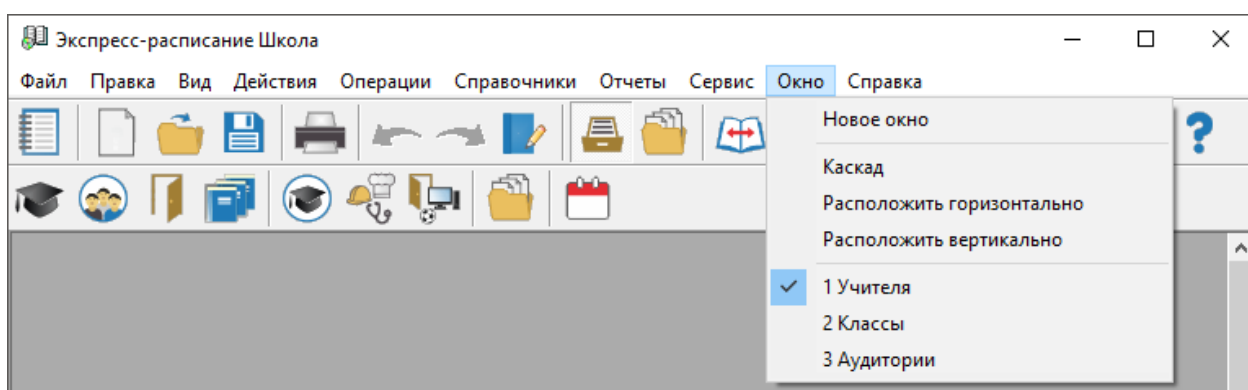 Экспресс-расписание Школа
Файл Правка Вид Действия Операции Справочники Отчеты Сервис Окно Справка
Новое окно
Каскад
Расположить горизонтально
Расположить вертикально
1 Учителя
2 Классы
3 Аудитории